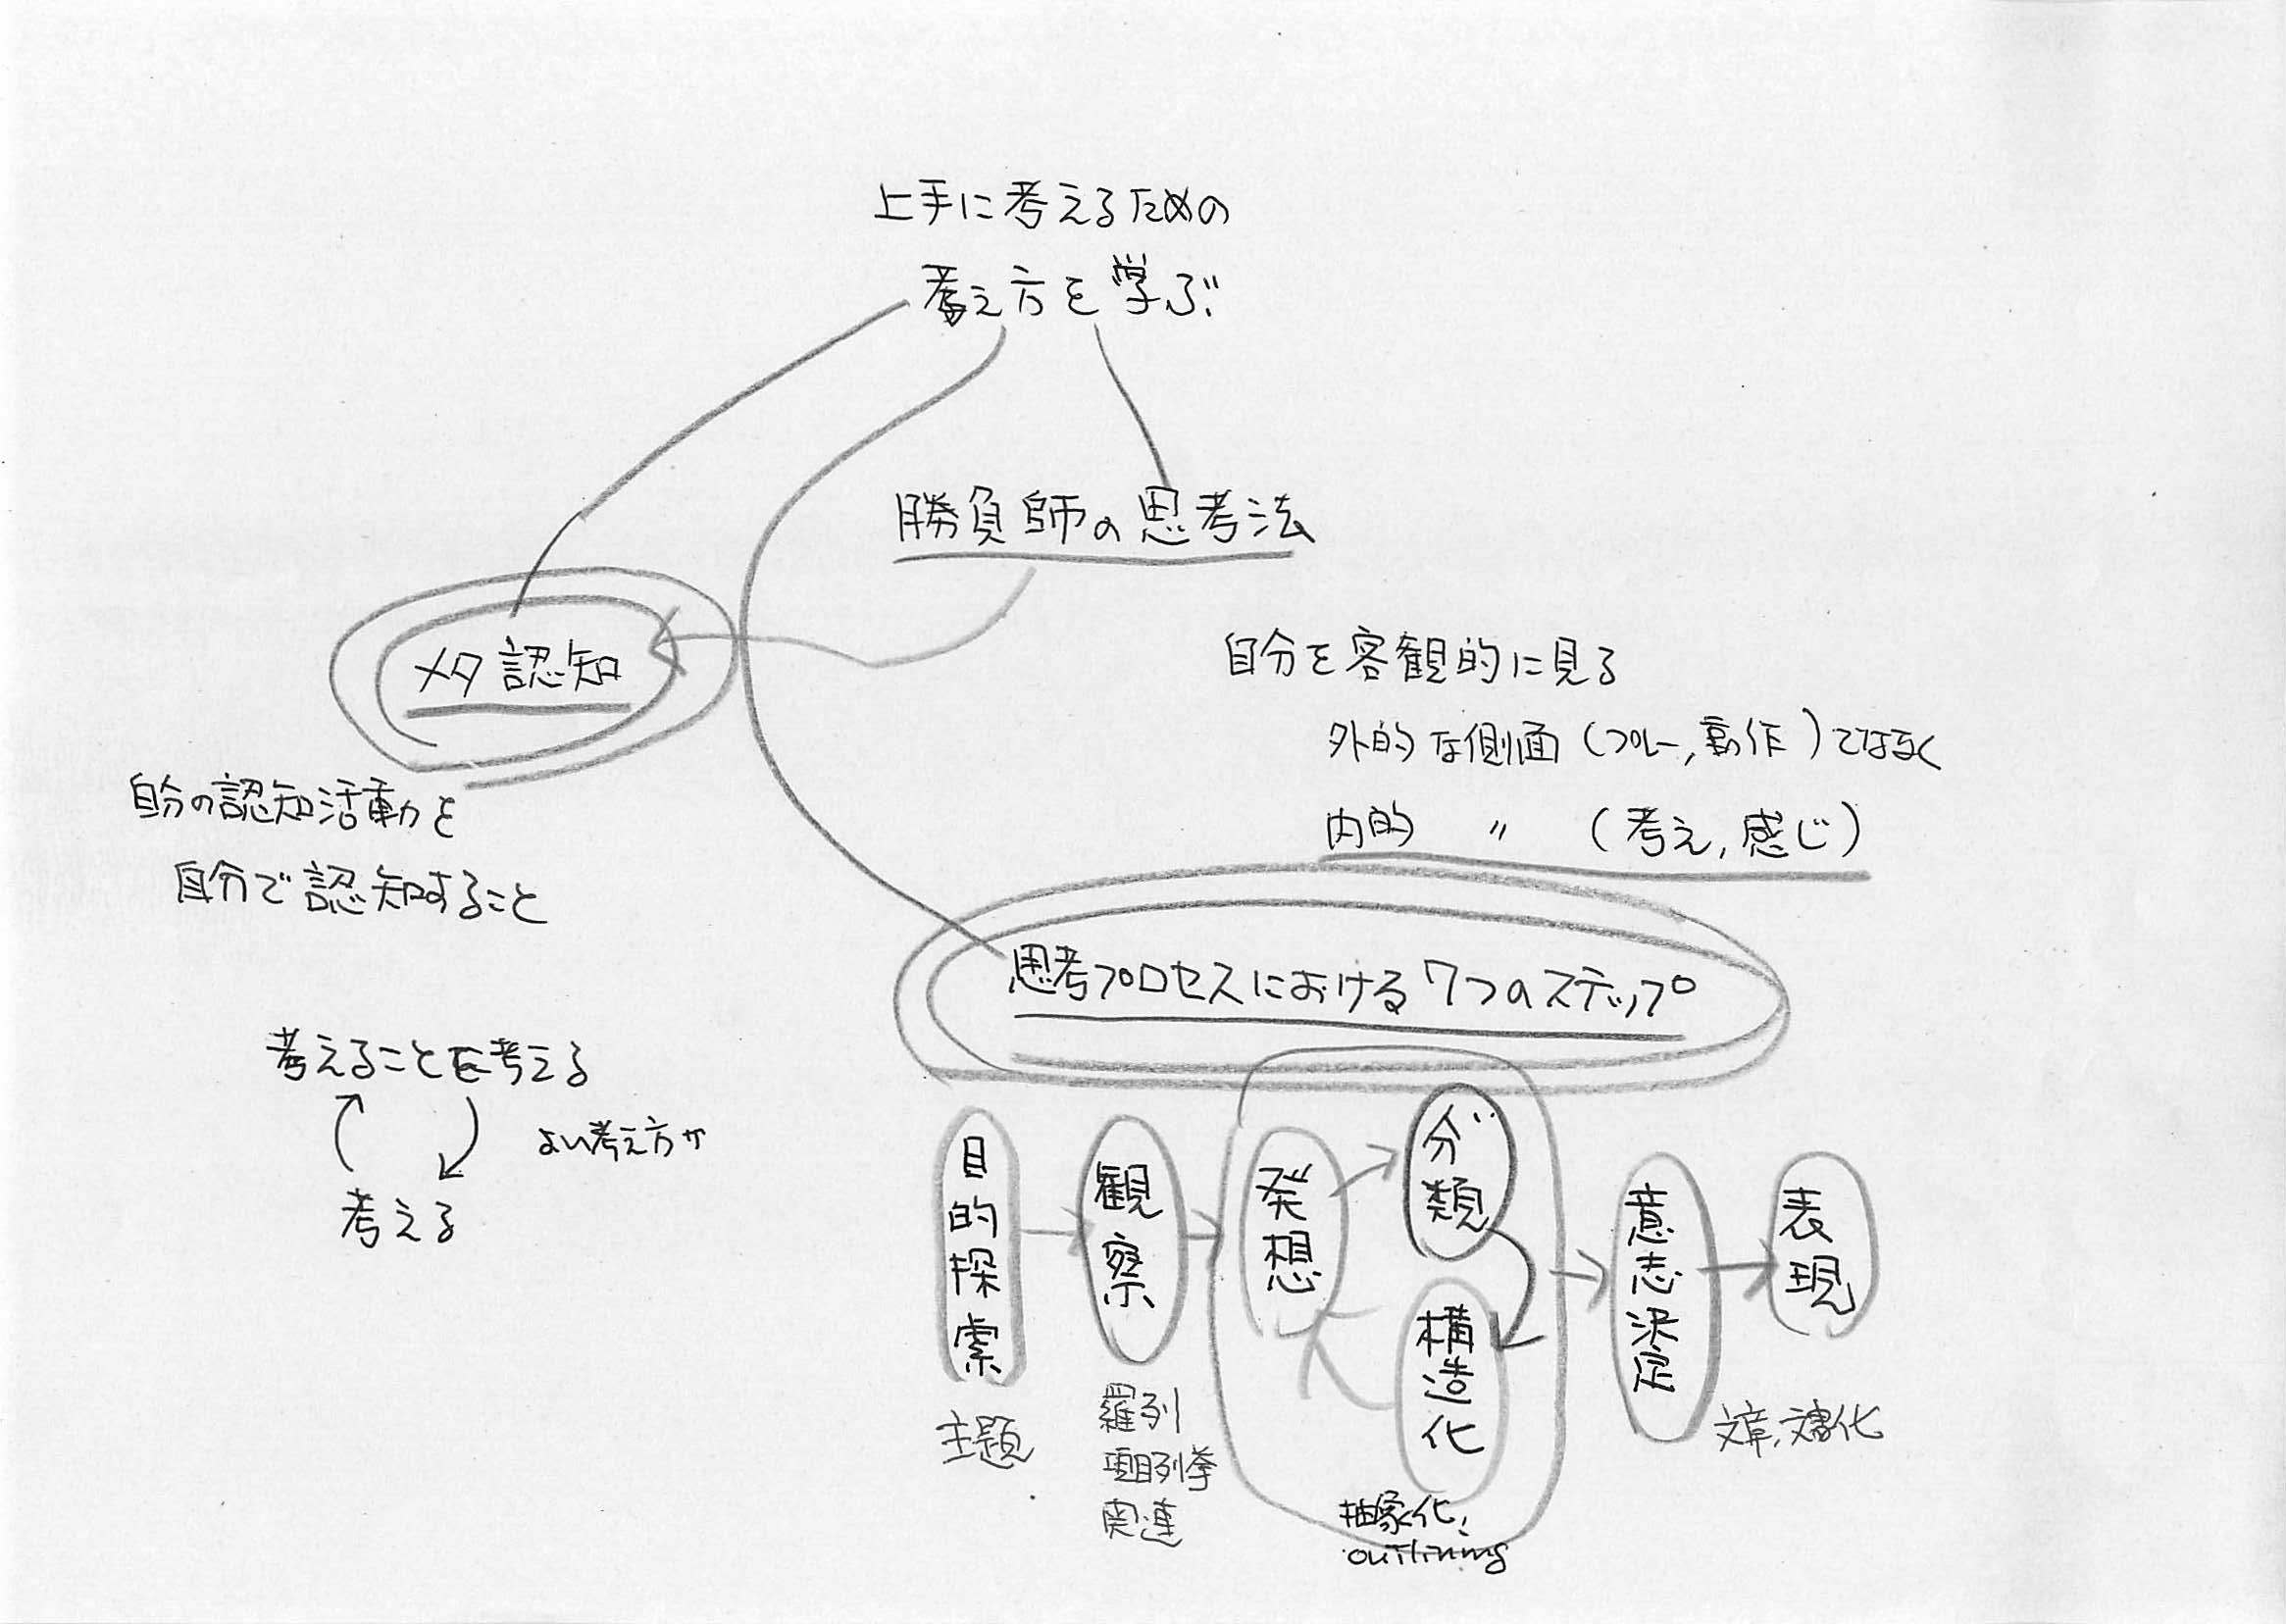 上手に考えるための
考え方を学ぶ
勝負師の思考法
メタ認知
自分の認知活動を
自分で認知すること
考えることを考える
よい考え方か
考える
自分を客観的に見る
外的な側面(プレー,動作)でなく
内的 〃 (考え,感じ)
思考プロセスにおける7つのステップ
目的探索
主題
観察
羅列
項目列挙
関連
発想
分類
構造化
抽象化,
outlining
意志決定
表現
文章,文書化